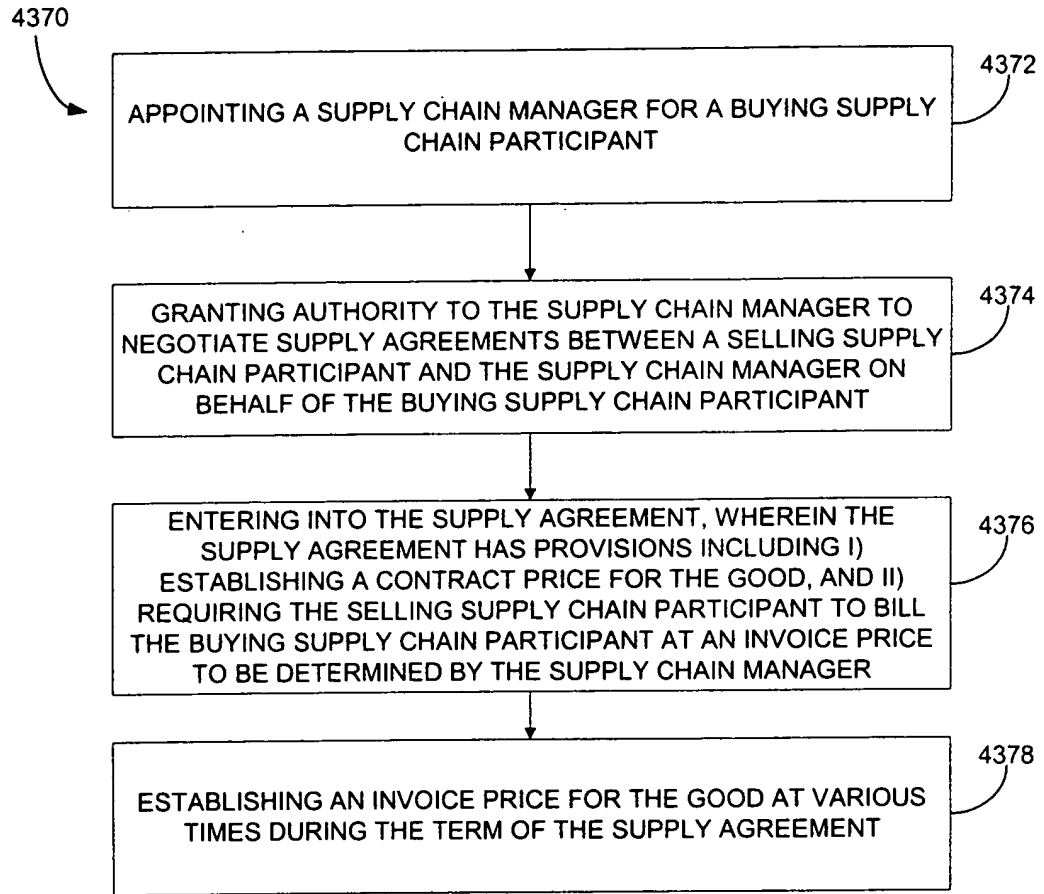 4370
4372
APPOINTING A SUPPLY CHAIN MANAGER FOR A BUYING SUPPLY
CHAIN PARTICIPANT
4374
GRANTING AUTHORITY TO THE SUPPLY CHAIN MANAGER TO
NEGOTIATE SUPPLY AGREEMENTS BETWEEN A SELLING SUPPLY
CHAIN PARTICIPANT AND THE SUPPLY CHAIN MANAGER ON
BEHALF OF THE BUYING SUPPLY CHAIN PARTICIPANT
4376
ENTERING INTO THE SUPPLY AGREEMENT, WHEREIN THE
SUPPLY AGREEMENT HAS PROVISIONS INCLUDING I)
ESTABLISHING A CONTRACT PRICE FOR THE GOOD, AND II)
REQUIRING THE SELLING SUPPLY CHAIN PARTICIPANT TO BILL
THE BUYING SUPPLY CHAIN PARTICIPANT AT AN INVOICE PRICE
TO BE DETERMINED BY THE SUPPLY CHAIN MANAGER
4378
ESTABLISHING AN INVOICE PRICE FOR THE GOOD AT VARIOUS
TIMES DURING THE TERM OF THE SUPPLY AGREEMENT